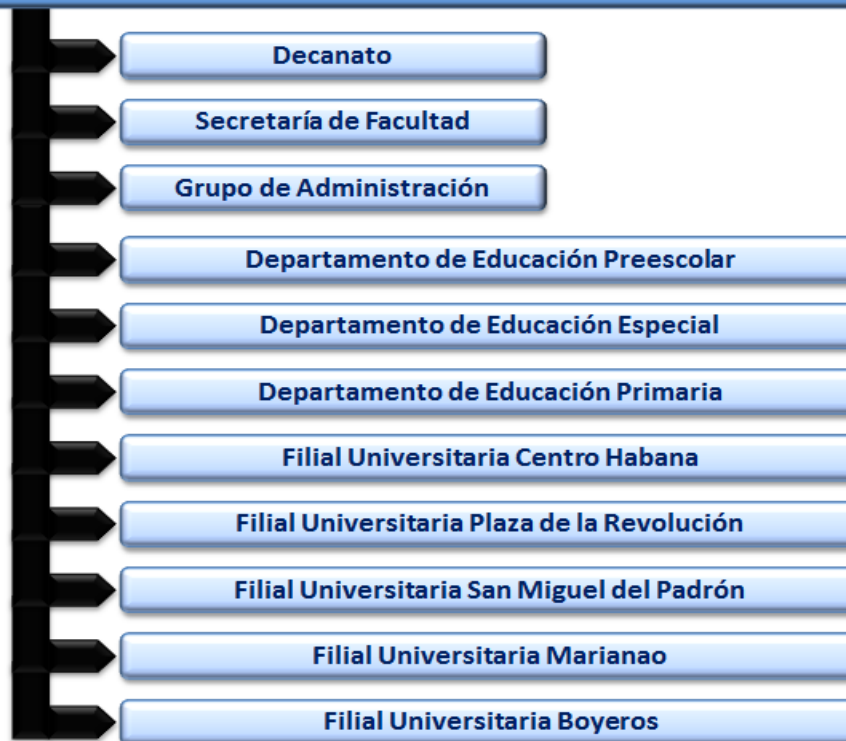 Decanato
Secretaría de Facultad
Grupo de Administración
Departamento de Educación Preescolar
Departamento de Educación Especial
Departamento de Educación Primaria
Filial Universitaria Centro Habana
Filial Universitaria Plaza de la Revolución
Filial Universitaria San Miguel del Padrón
Filial Universitaria Marianao
Filial Universitaria Boyeros